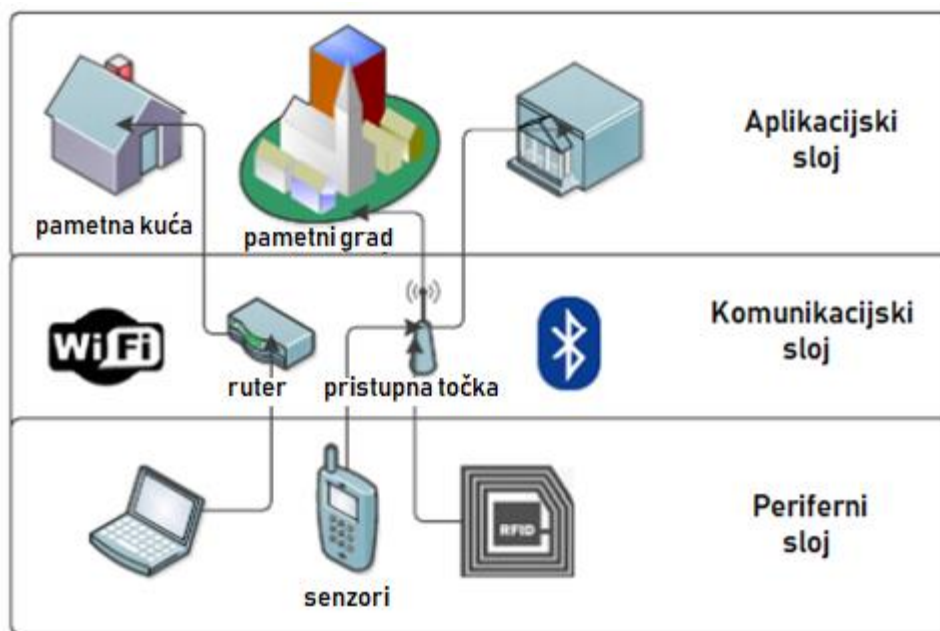 Aplikacijski
sloj
pametna kuća
pametni grad
WiFi
Komunikacijski
sloj
ruter
pristupna točka
RFID
Periferni
sloj
senzori